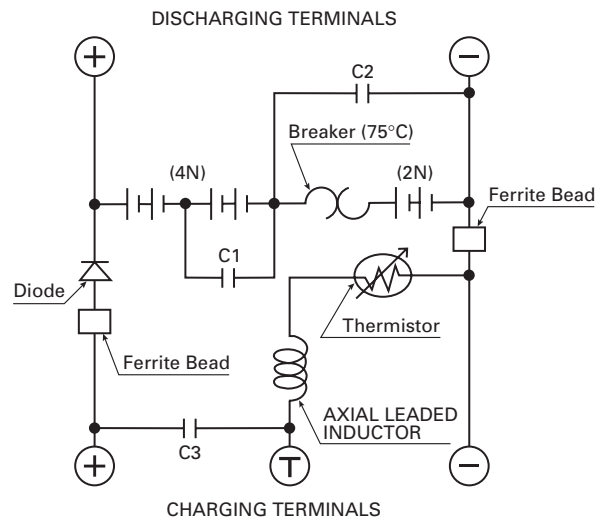 DISCHARGING TERMINALS
+
−
C2
Breaker (75°C)
(4N)
(2N)
Ferrite Bead
C1
Diode
Thermistor
Ferrite Bead
AXIAL LEADED
INDUCTOR
C3
+
T
−
CHARGING TERMINALS